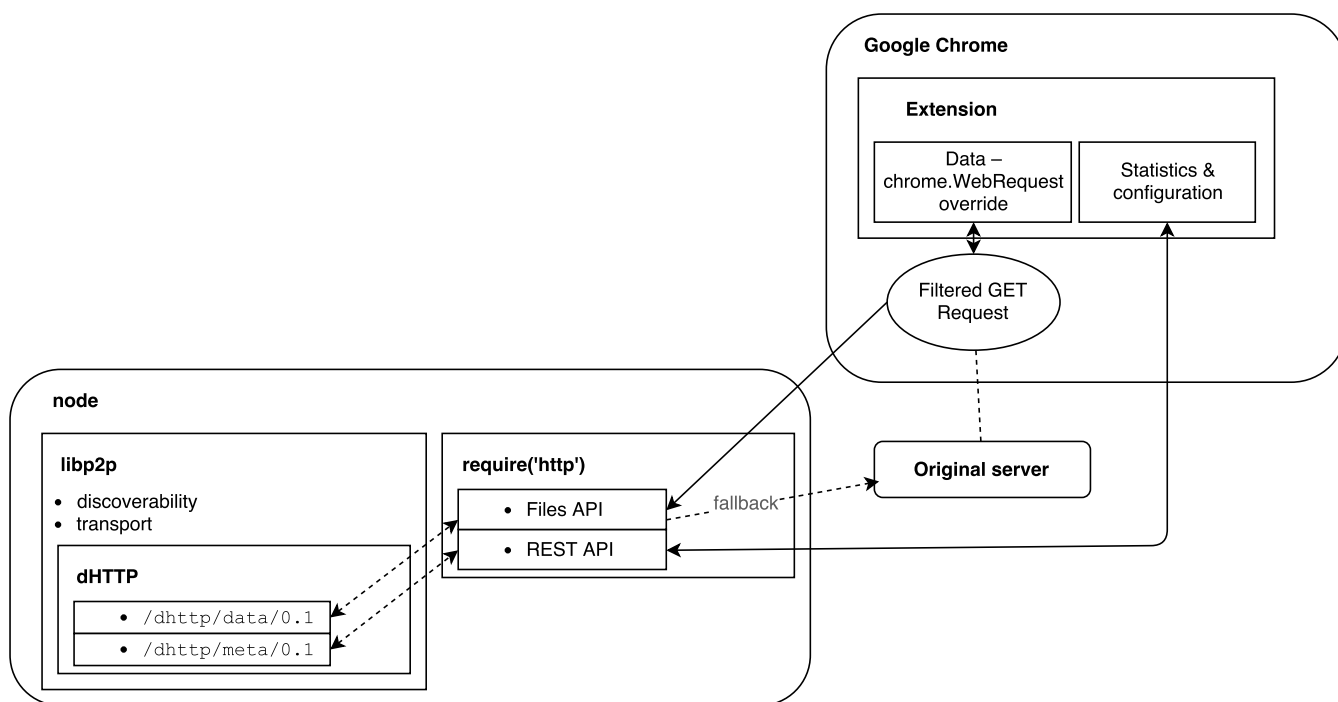 Google Chrome
Extension
Data –
chrome.WebRequest
override
Statistics &
configuration
Filtered GET
Request
node
libp2p
• discoverability
• transport
dHTTP
• /dhttp/data/0.1
• /dhttp/meta/0.1
require('http')
• Files API
• REST API
fallback
Original server